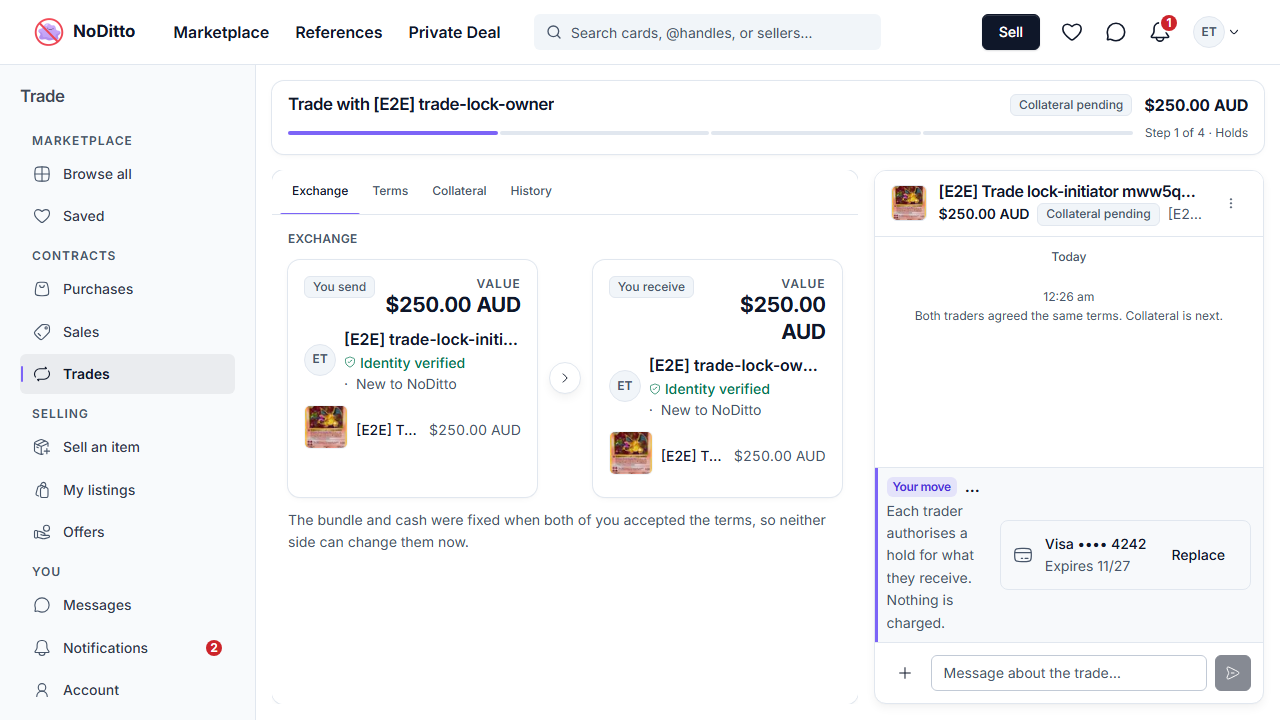 NoDitto
Marketplace
References
Private Deal
Search cards, @handles, or sellers...
Sell
1
ET
Trade
MARKETPLACE
Browse all
Saved
CONTRACTS
Purchases
Sales
Trades
SELLING
Sell an item
My listings
Offers
YOU
Messages
Notifications
2
Account
Trade with [E2E] trade-lock-owner
Collateral pending
$250.00 AUD
Step 1 of 4 · Holds
Exchange
Terms
Collateral
History
EXCHANGE
You send
VALUE
$250.00 AUD
ET
[E2E] trade-lock-initi...
Identity verified
· New to NoDitto
[E2E] T...
$250.00 AUD
You receive
VALUE
$250.00
AUD
ET
[E2E] trade-lock-ow...
Identity verified
· New to NoDitto
[E2E] T...
$250.00 AUD
The bundle and cash were fixed when both of you accepted the terms, so neither
side can change them now.
[E2E] Trade lock-initiator mww5q...
$250.00 AUD
Collateral pending
[E2...
Today
12:26 am
Both traders agreed the same terms. Collateral is next.
Your move
...
Each trader
authorises a
hold for what
they receive.
Nothing is
charged.
Visa •••• 4242
Expires 11/27
Replace
Message about the trade...